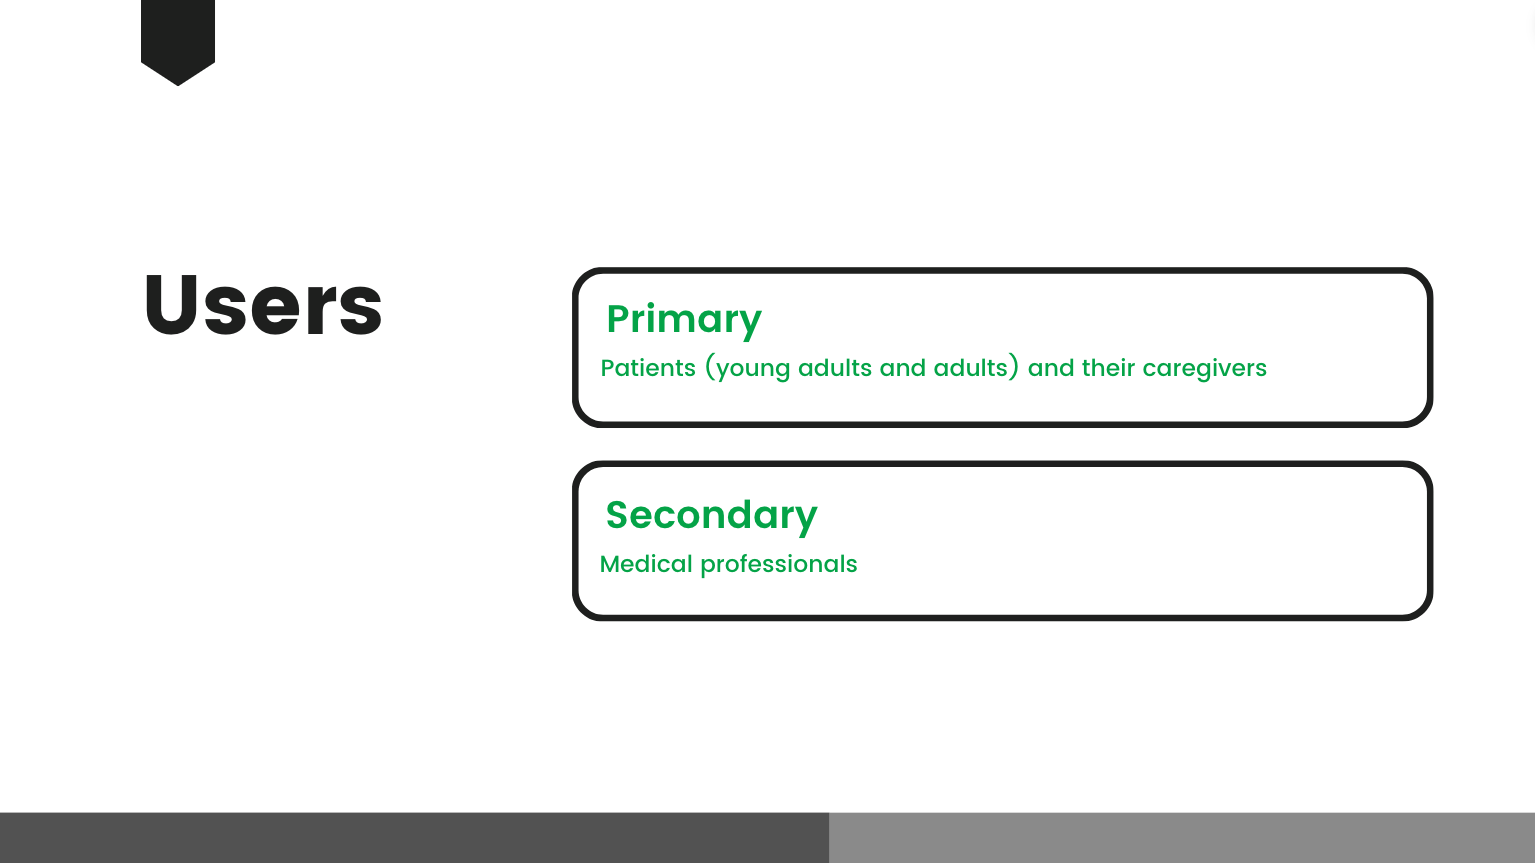 Users
Primary
Patients (young adults and adults) and their caregivers
Secondary
Medical professionals